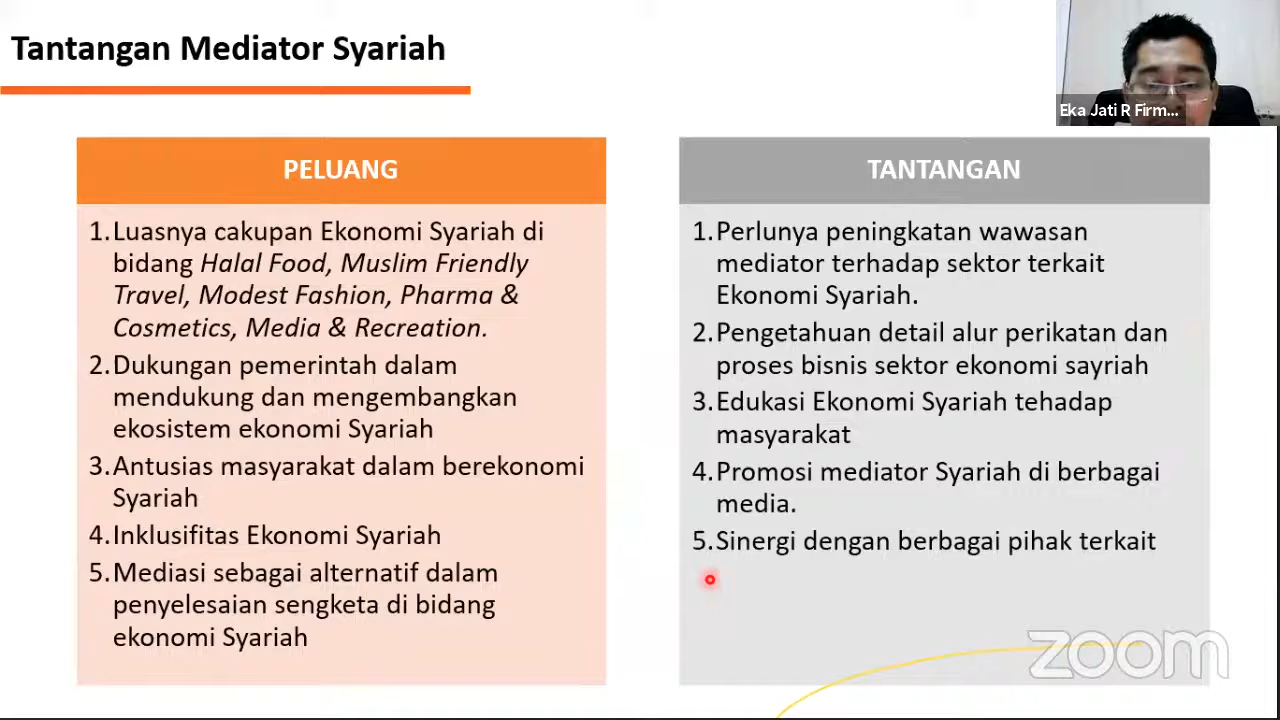 Tantangan Mediator Syariah
Eka Jati R Firm...
PELUANG
1.Luasnya cakupan Ekonomi Syariah di
bidang Halal Food, Muslim Friendly
Travel, Modest Fashion, Pharma &
Cosmetics, Media & Recreation.
2.Dukungan pemerintah dalam
mendukung dan mengembangkan
ekosistem ekonomi Syariah
3.Antusias masyarakat dalam berekonomi
Syariah
4.Inklusifitas Ekonomi Syariah
5.Mediasi sebagai alternatif dalam
penyelesaian sengketa di bidang
ekonomi Syariah
TANTANGAN
1.Perlunya peningkatan wawasan
mediator terhadap sektor terkait
Ekonomi Syariah.
2.Pengetahuan detail alur perikatan dan
proses bisnis sektor ekonomi sayriah
3.Edukasi Ekonomi Syariah tehadap
masyarakat
4.Promosi mediator Syariah di berbagai
media.
5.Sinergi dengan berbagai pihak terkait
zoom